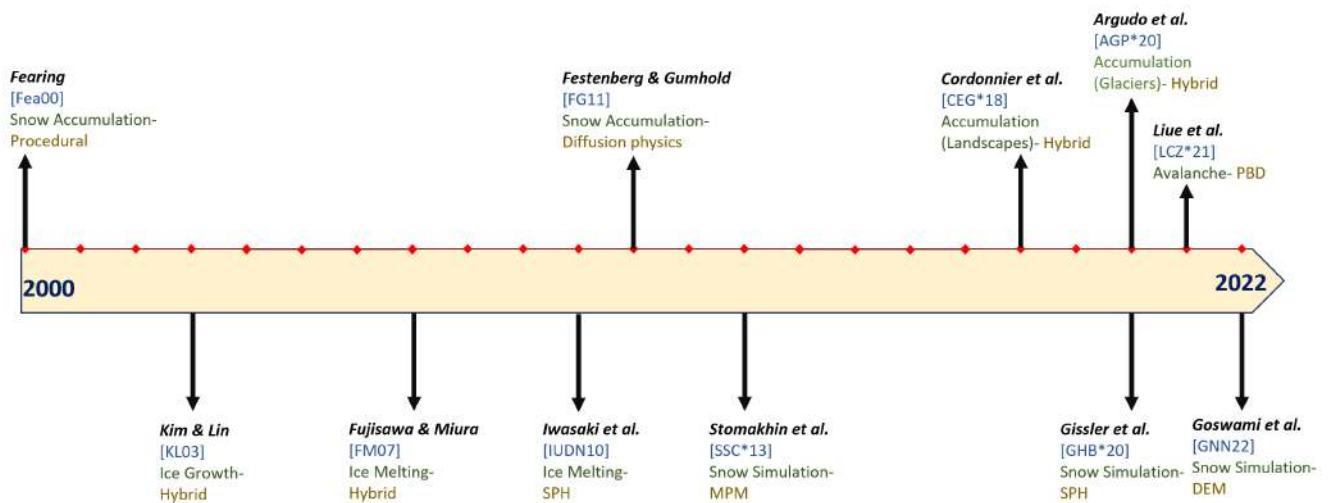 Fearing
[Fea00]
Snow Accumulation-
Procedural
Festenberg & Gumhold
[FG11]
Snow Accumulation-
Diffusion physics
Cordonnier et al.
[CEG*18]
Accumulation
(Landscapes)- Hybrid
Argudo et al.
[AGP*20]
Accumulation
(Glaciers)- Hybrid
Liue et al.
[LCZ*21]
Avalanche- PBD
2000
2022
Kim & Lin
[KL03]
Ice Growth-
Hybrid
Fujisawa & Miura
[FM07]
Ice Melting-
Hybrid
Iwasaki et al.
[IUDN10]
Ice Melting-
SPH
Stomakhin et al.
[SSC*13]
Snow Simulation-
MPM
Gissler et al.
[GHB*20]
Snow Simulation-
SPH
Goswami et al.
[GNN22]
Snow Simulation-
DEM